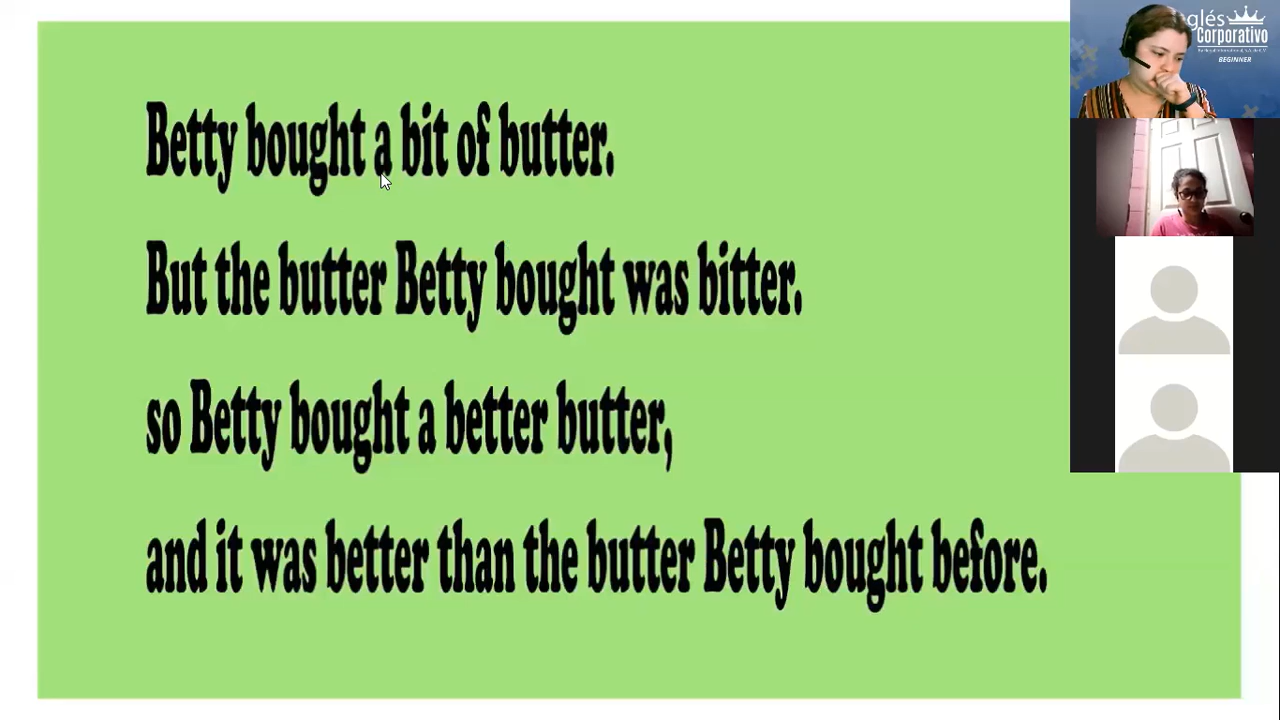 Betty bought a bit of butter.
But the butter Betty bought was bitter.
so Betty bought a better butter,
and it was better than the butter Betty bought before.
glés
Corporativo
BEGINNER